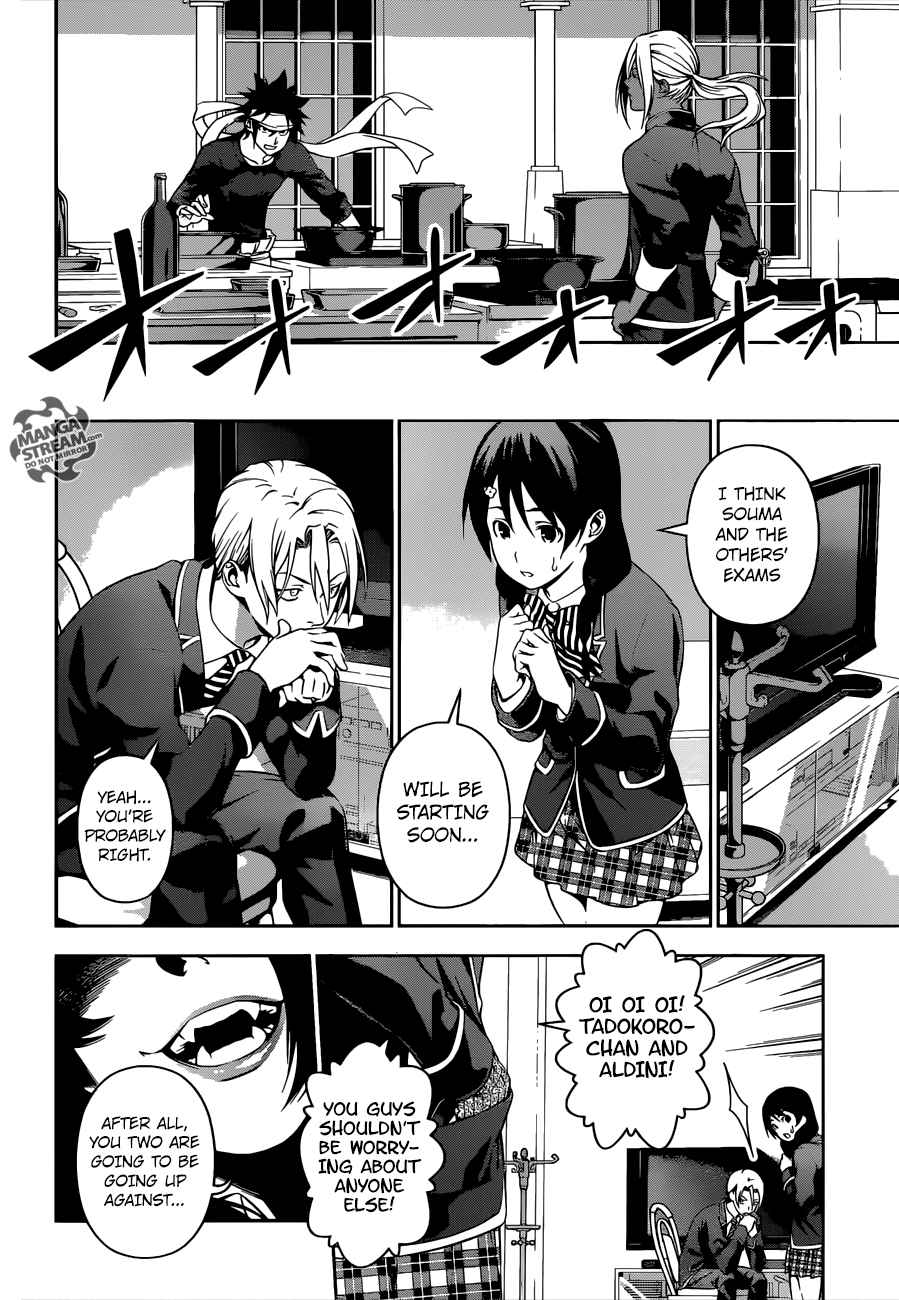 オオオオオオ
MANGA
STREAM.com
DO NOT MIRROR
I THINK
SOUMA
AND THE
OTHERS'
EXAMS
WILL BE
STARTING
SOON...
YEAH...
YOU'RE
PROBABLY
RIGHT.
OI OI OI!
TADOKORO-
CHAN AND
ALDINI!
YOU GUYS
SHOULDN'T
BE WORRY-
ING ABOUT
ANYONE
ELSE!
AFTER ALL,
YOU TWO ARE
GOING TO BE
GOING UP
AGAINST...